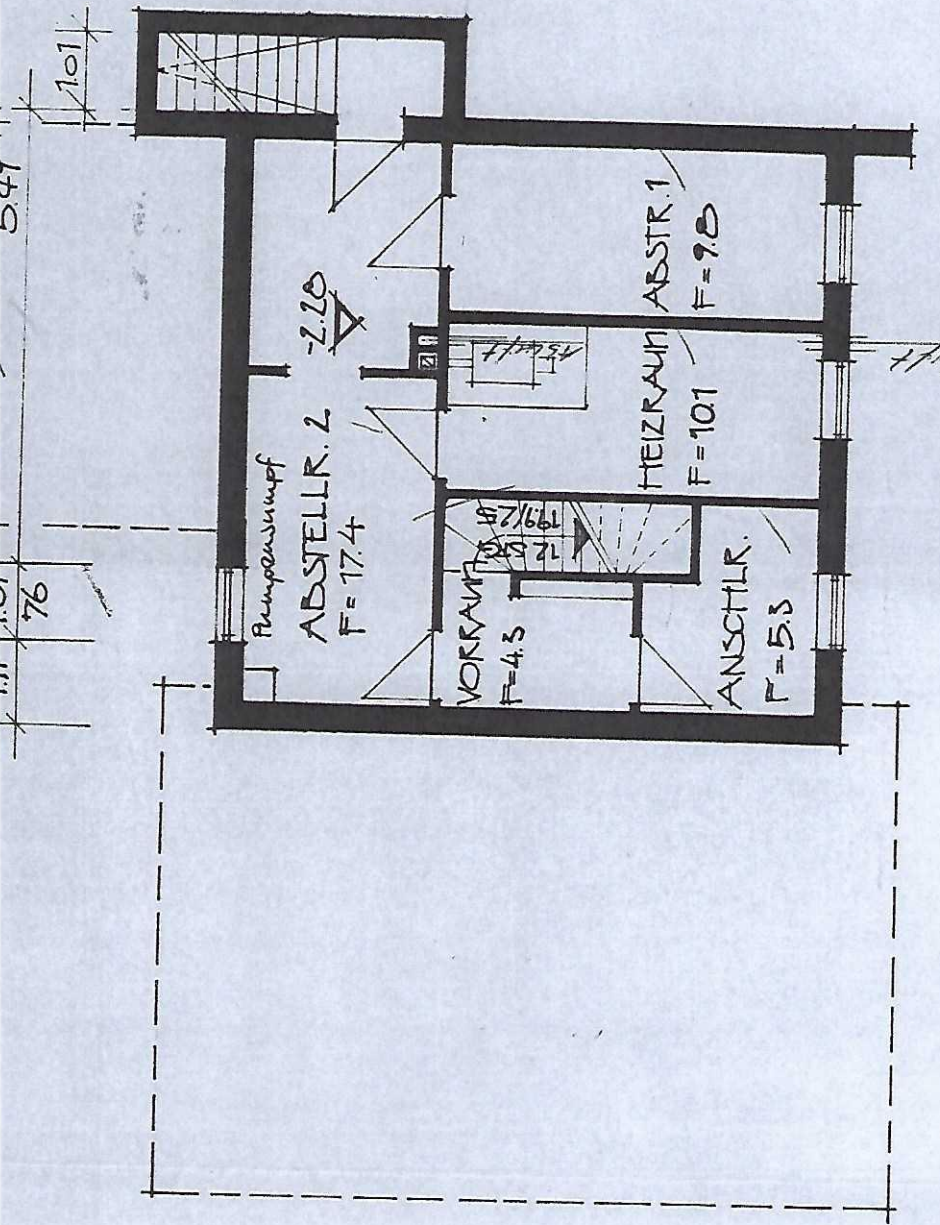 1.01
5.47
76
-2.20
Pumpensumpf
ABSTELLR. 2
F = 17.4
ABSTR. 1
F = 9.8
HEIZRAUM
F = 10.1
VORRAUM
F = 4.3
ANSCHLR.
F = 5.3